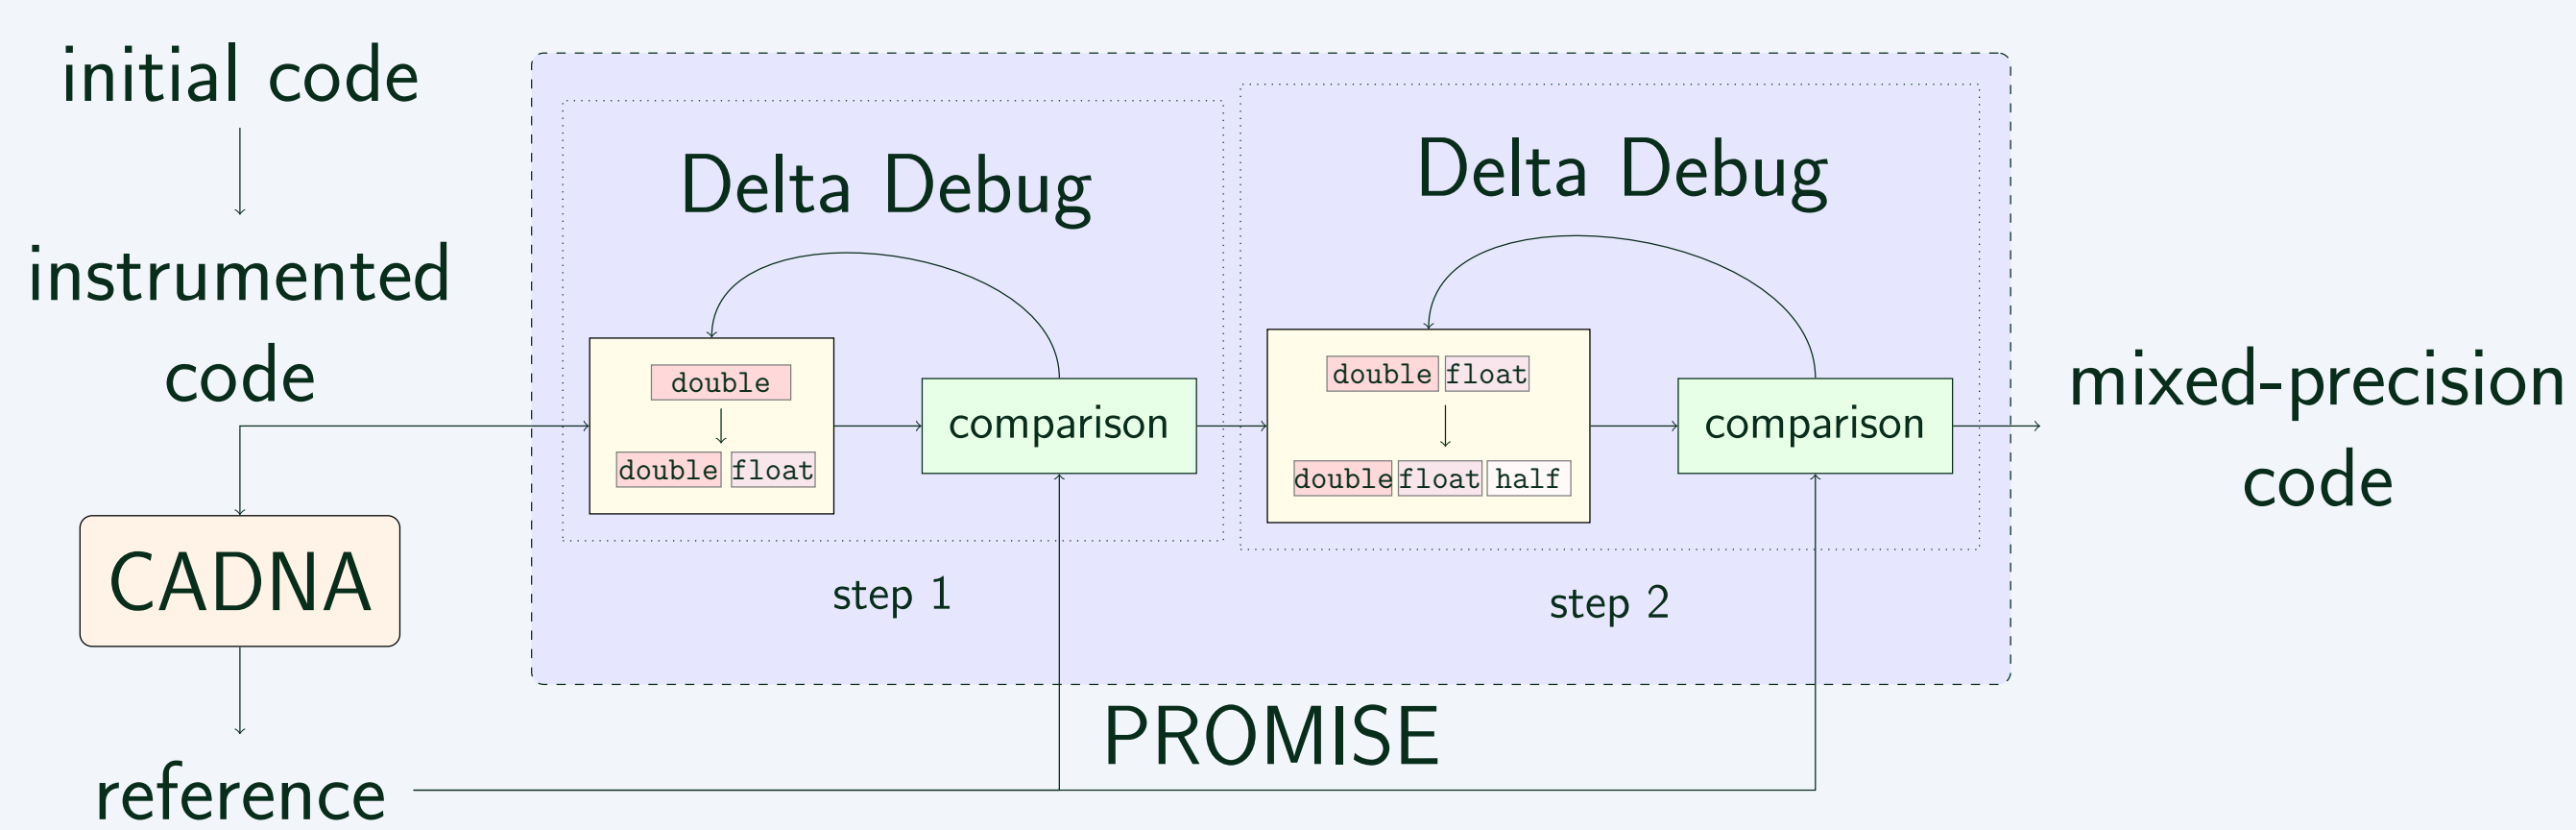 initial code
instrumented
code
CADNA
reference
Delta Debug
double
double float
comparison
step 1
Delta Debug
double float
double float half
comparison
step 2
PROMISE
mixed-precision
code